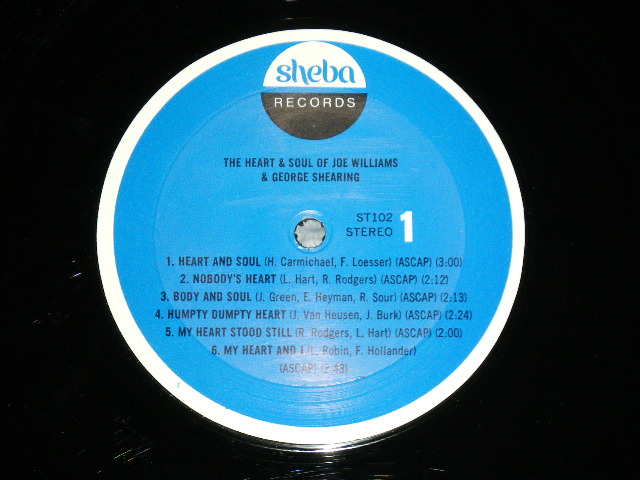 sheba
RECORDS
THE HEART & SOUL OF JOE WILLIAMS
& GEORGE SHEARING
ST102
STEREO 1
1. HEART AND SOUL (H. Carmichael, F. Loesser) (ASCAP) (3:00)
2. NOBODY'S HEART (L. Hart, R. Rodgers) (ASCAP) (2:12)
3. BODY AND SOUL (J. Green, E. Heyman, R. Sour) (ASCAP) (2:13)
4. HUMPTY DUMPTY HEART (J. Van Heusen, J. Burk) (ASCAP) (2:24)
5. MY HEART STOOD STILL (R. Rodgers, L. Hart) (ASCAP) (2:00)
6. MY HEART AND I (L. Robin, F. Hollander)
(ASCAP) (2:43)